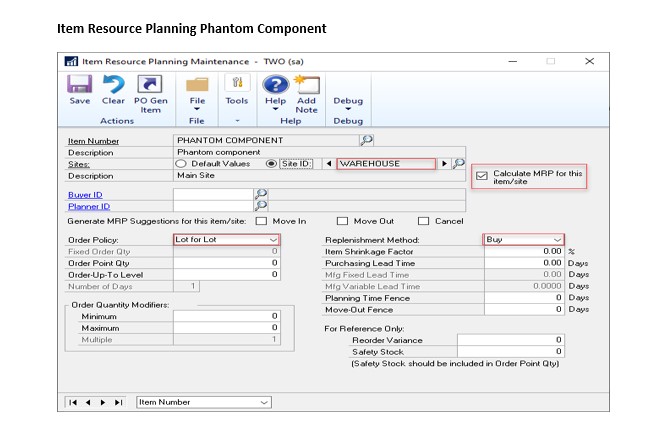 Item Resource Planning Phantom Component
Item Resource Planning Maintenance - TWO (sa)
Save Clear PO Gen Item File Tools Help Add Note Debug
Actions File Help Debug
Item Number PHANTOM COMPONENT
Description Phantom component
Sites: Default Values Site ID: WAREHOUSE
Description Main Site
Calculate MRP for this
item/site
Buyer ID
Planner ID
Generate MRP Suggestions for this item/site: Move In Move Out Cancel
Order Policy: Lot for Lot Replenishment Method: Buy
Fixed Order Qty 0 Item Shrinkage Factor 0.00 %
Order Point Qty 0 Purchasing Lead Time 0.00 Days
Order-Up-To Level 0 Mfg Fixed Lead Time 0.00 Days
Number of Days 1 Mfg Variable Lead Time 0.0000 Days
Planning Time Fence 0 Days
Order Quantity Modifiers: Move-Out Fence 0 Days
Minimum 0
Maximum 0 For Reference Only:
Multiple 1 Reorder Variance 0
Safety Stock 0
(Safety Stock should be included in Order Point Qty)
Item Number